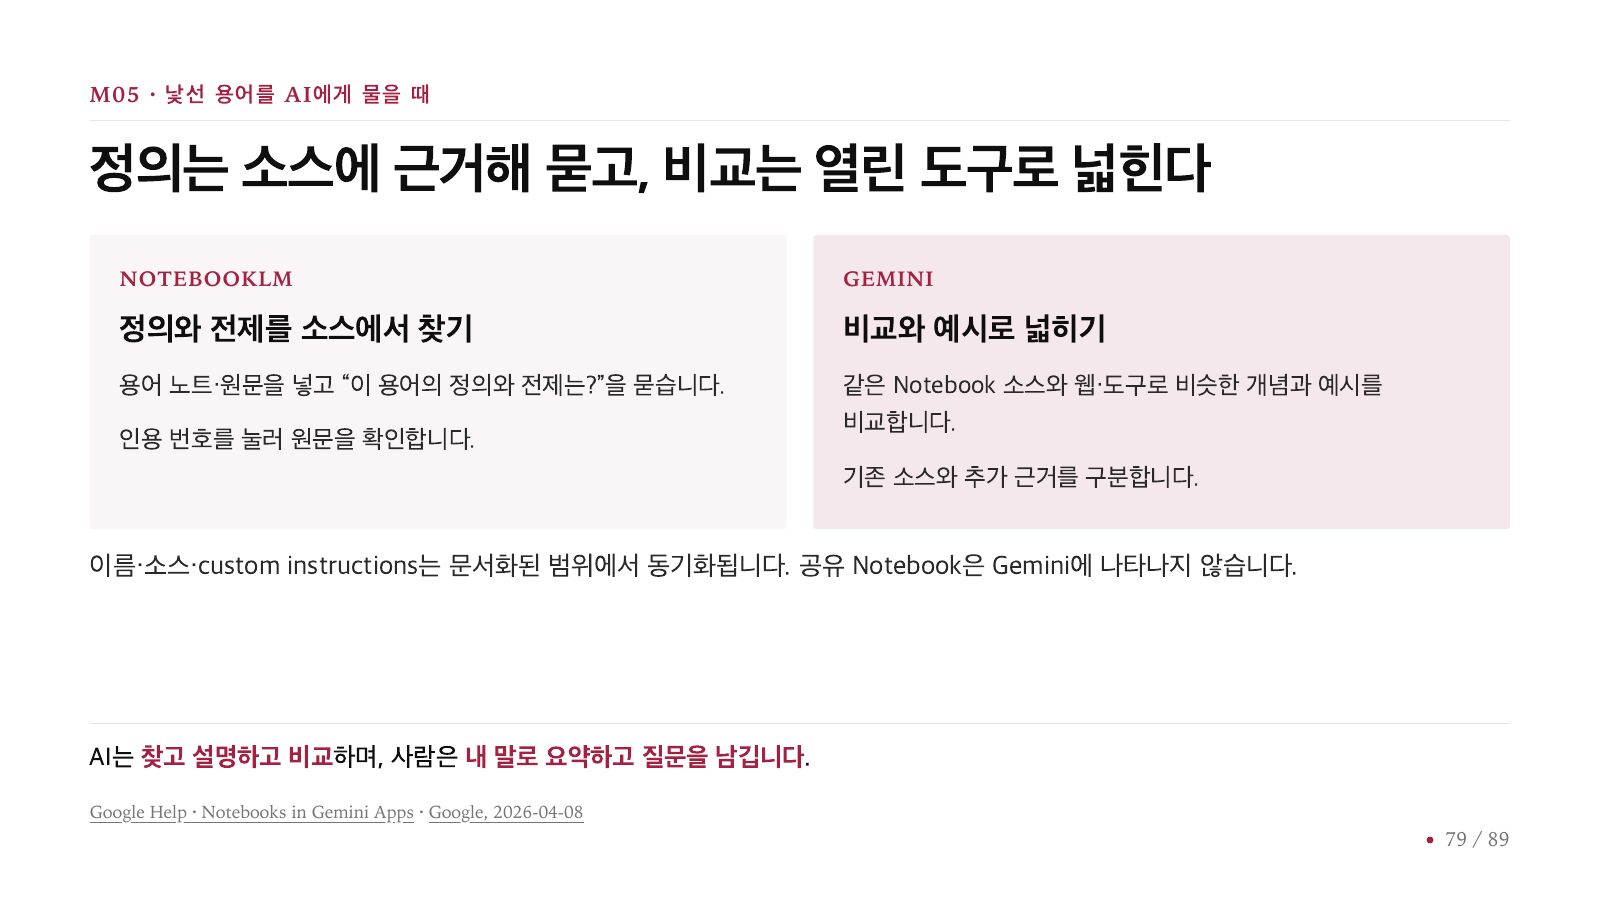 M05 · 낯선 용어를 AI에게 물을 때
정의는 소스에 근거해 묻고, 비교는 열린 도구로 넓힌다
NOTEBOOKLM
정의와 전제를 소스에서 찾기
용어 노트·원문을 넣고 “이 용어의 정의와 전제는?”을 묻습니다.
인용 번호를 눌러 원문을 확인합니다.
GEMINI
비교와 예시로 넓히기
같은 Notebook 소스와 웹·도구로 비슷한 개념과 예시를
비교합니다.
기존 소스와 추가 근거를 구분합니다.
이름·소스·custom instructions는 문서화된 범위에서 동기화됩니다. 공유 Notebook은 Gemini에 나타나지 않습니다.
AI는 찾고 설명하고 비교하며, 사람은 내 말로 요약하고 질문을 남깁니다.
Google Help · Notebooks in Gemini Apps · Google, 2026-04-08
• 79 / 89